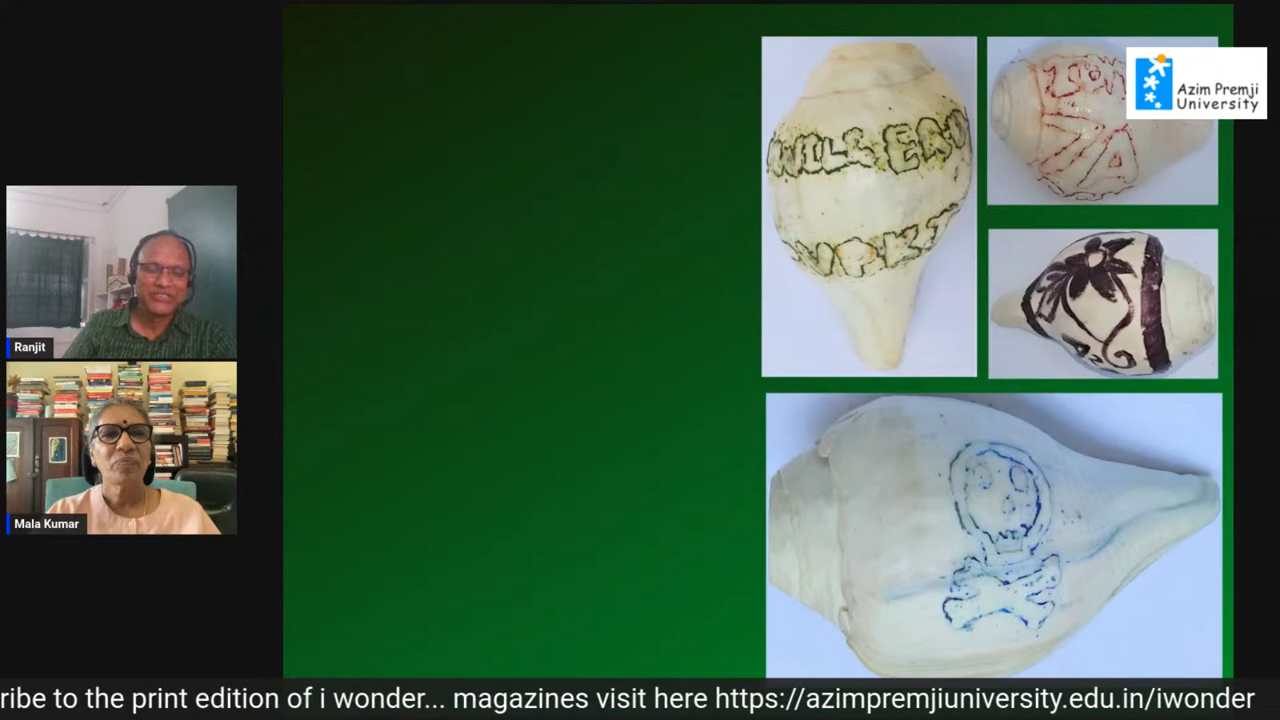 Azim Premji
University
WILL
Ranjit
Mala Kumar
ribe to the print edition of i wonder... magazines visit here https://azimpremjiuniversity.edu.in/iwonder